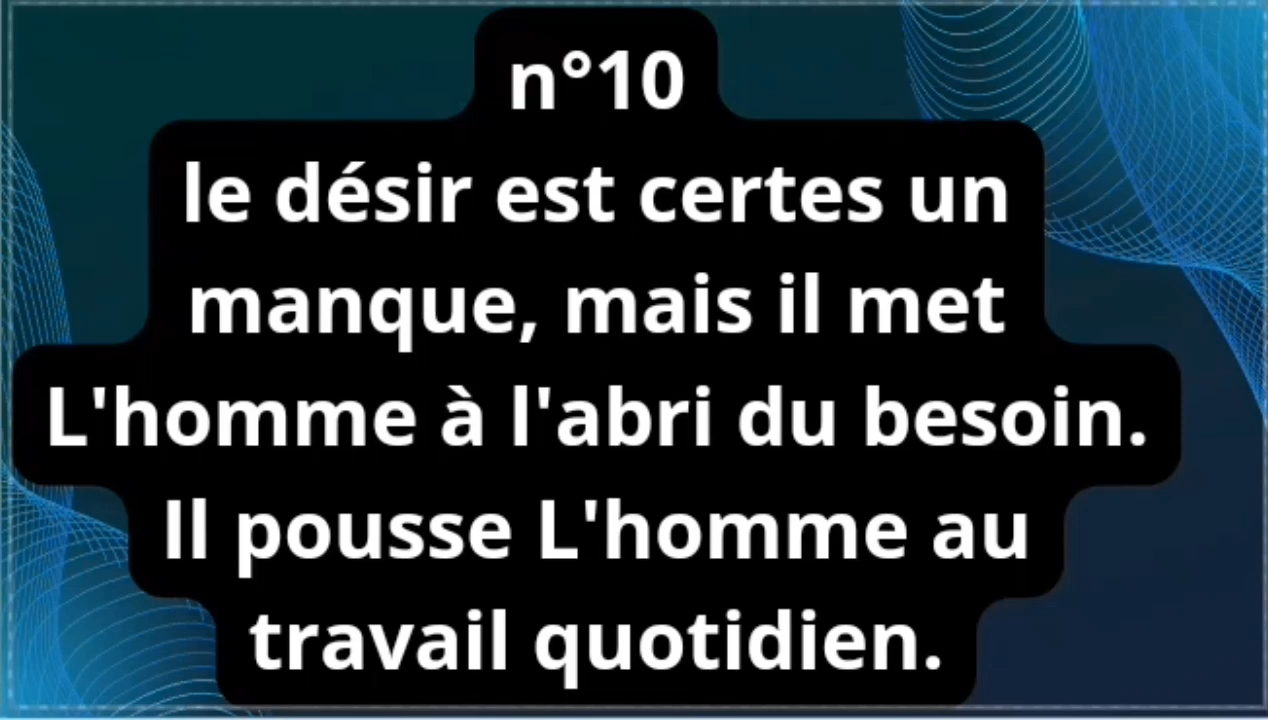 n°10
le désir est certes un
manque, mais il met
L'homme à l'abri du besoin.
Il pousse L'homme au
travail quotidien.